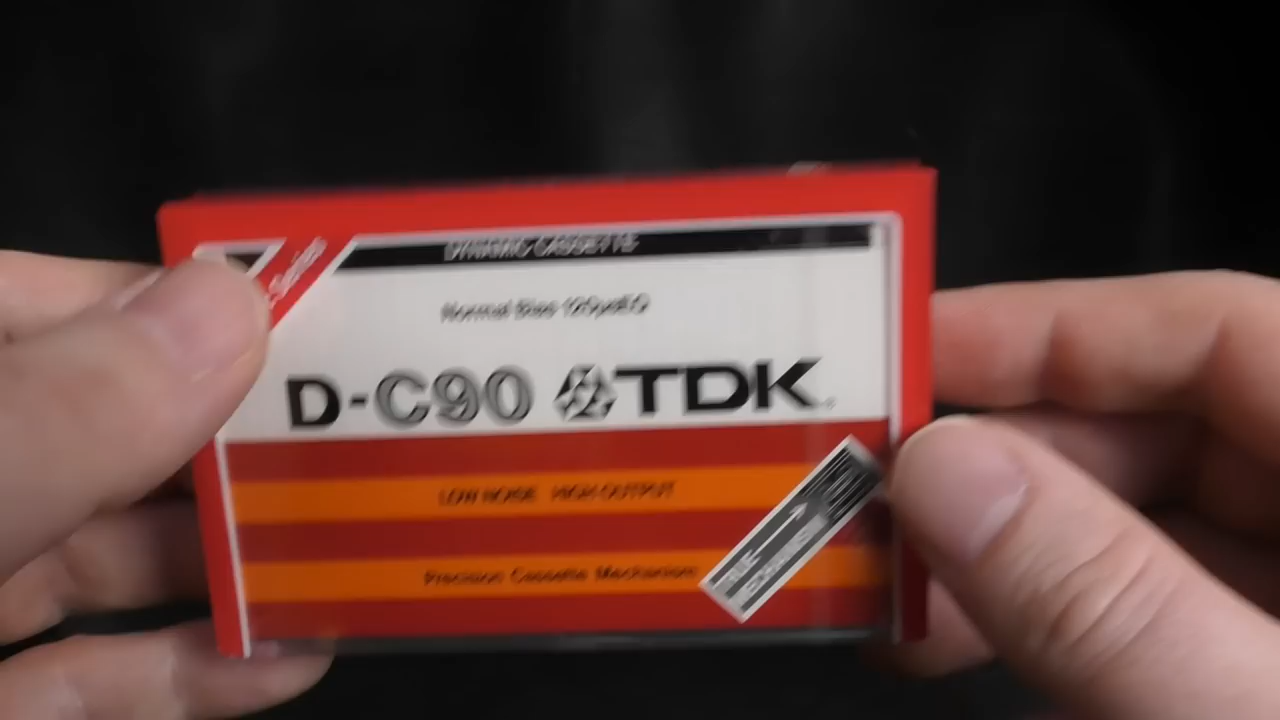 DYNAMIC CASSETTE
Normal Bias 120µsEQ
D-C90 TDK
LOW NOISE HIGH OUTPUT
Precision Cassette Mechanism